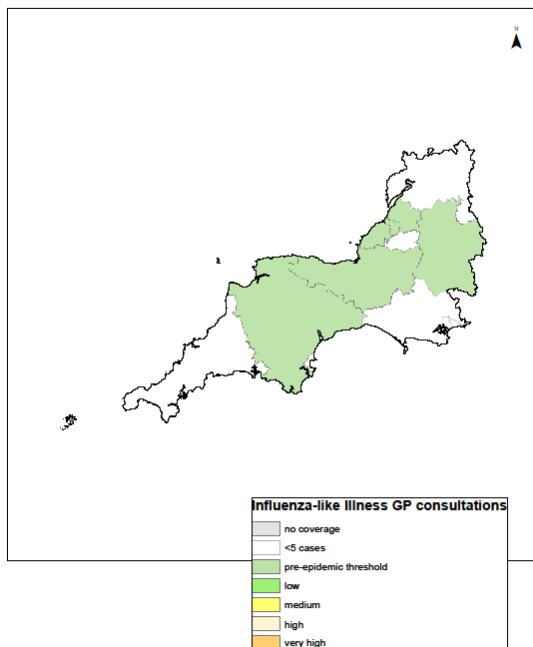 N
Influenza-like Illness GP consultations
no coverage
<5 cases
pre-epidemic threshold
low
medium
high
very high